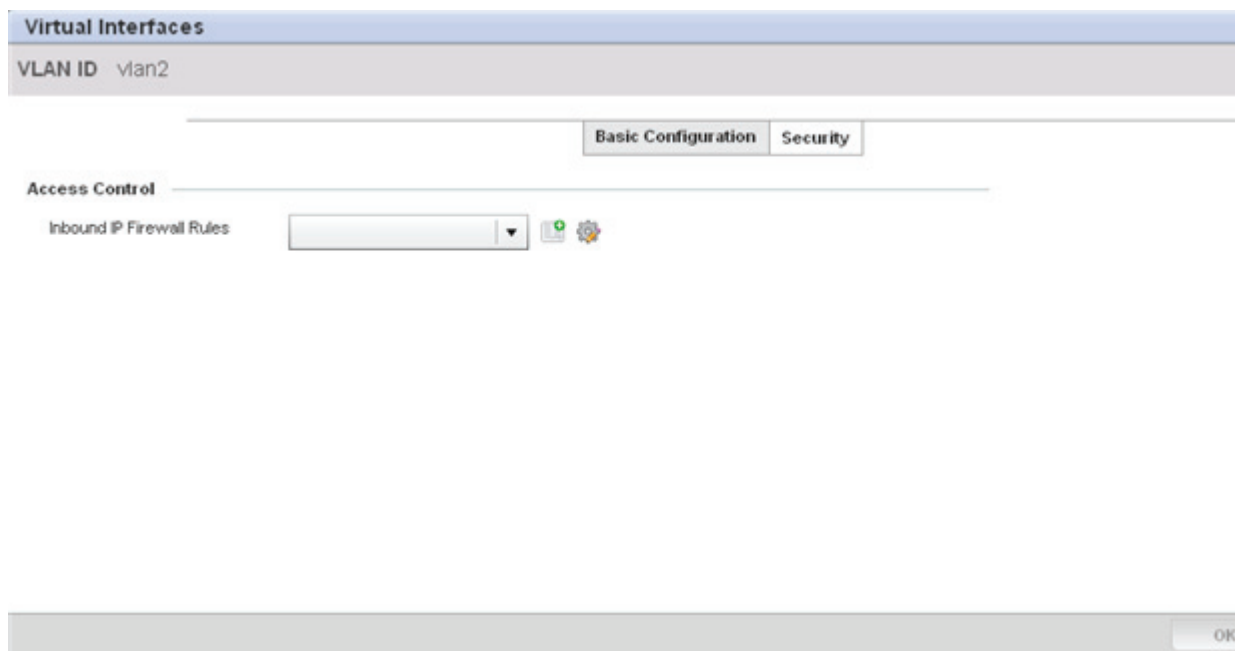 Virtual Interfaces
VLAN ID vlan2
Basic Configuration Security
Access Control
Inbound IP Firewall Rules
OK